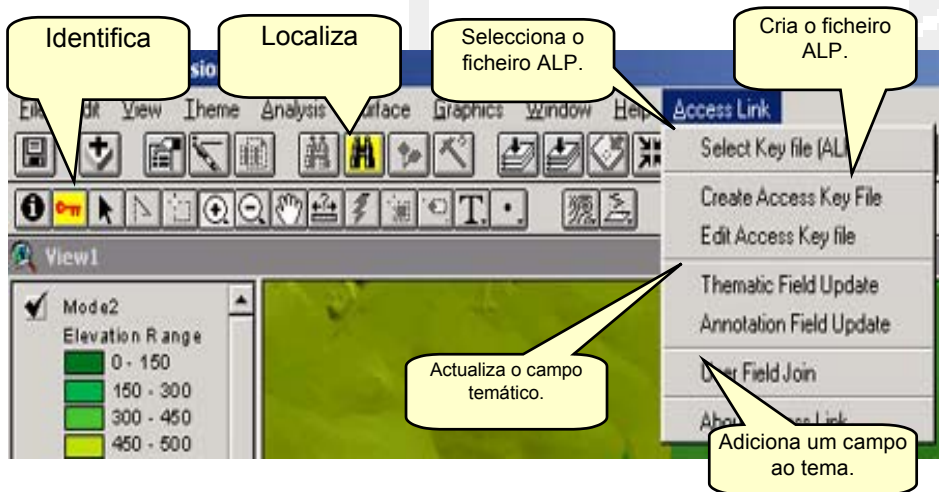 Identifica
Localiza
Selecciona o
ficheiro ALP.
Cria o ficheiro
ALP.
View Theme Analysis Graphics Window Help Access Link
Select Key file
Create Access Key File
Edit Access Key file
View1
Thematic Field Update
Annotation Field Update
Mode2
Elevation Range
0 - 150
150 - 300
300 - 450
450 - 500
Actualiza o campo
temático.
Field Join
Adiciona um campo
ao tema.